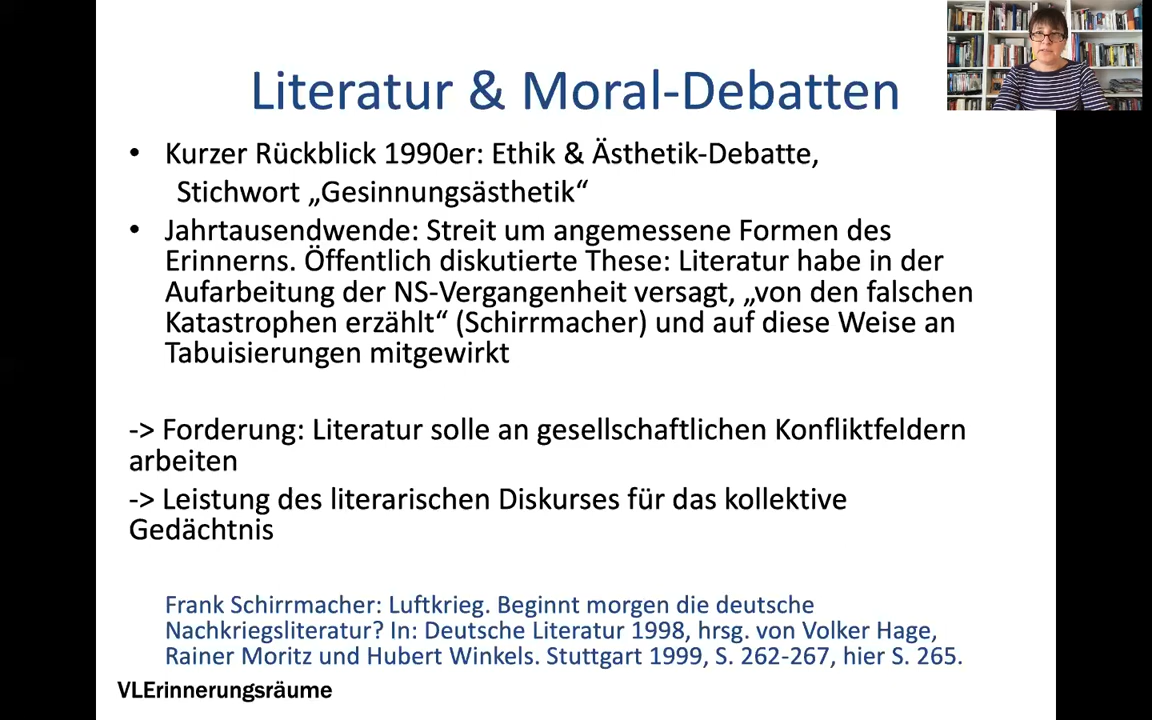 Literatur & Moral-Debatten
• Kurzer Rückblick 1990er: Ethik & Ästhetik-Debatte,
Stichwort „Gesinnungsästhetik“
• Jahrtausendwende: Streit um angemessene Formen des
Erinnerns. Öffentlich diskutierte These: Literatur habe in der
Aufarbeitung der NS-Vergangenheit versagt, „von den falschen
Katastrophen erzählt“ (Schirrmacher) und auf diese Weise an
Tabuisierungen mitgewirkt
-> Forderung: Literatur solle an gesellschaftlichen Konfliktfeldern
arbeiten
-> Leistung des literarischen Diskurses für das kollektive
Gedächtnis
Frank Schirrmacher: Luftkrieg. Beginnt morgen die deutsche
Nachkriegsliteratur? In: Deutsche Literatur 1998, hrsg. von Volker Hage,
Rainer Moritz und Hubert Winkels. Stuttgart 1999, S. 262-267, hier S. 265.
VLErinnerungsräume